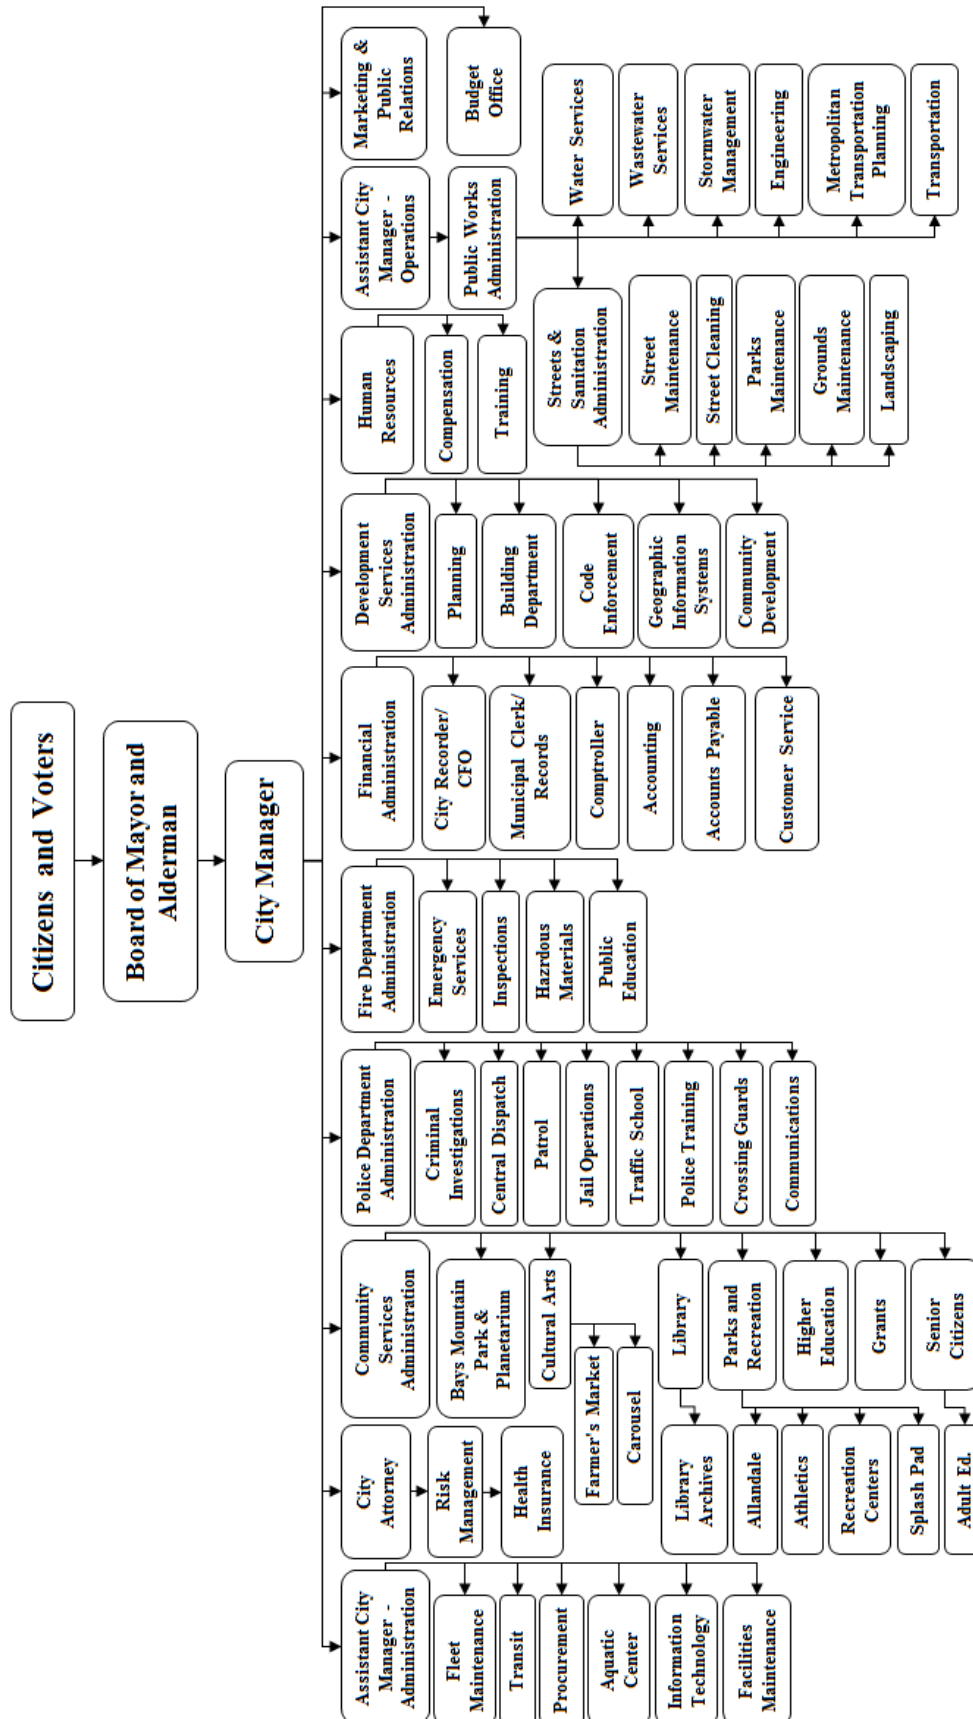 Citizens and Voters
Board of Mayor and
Alderman
City Manager
Assistant City
Manager -
Administration
Fleet
Maintenance
Transit
Procurement
Aquatic
Center
Information
Technology
Facilities
Maintenance
City
Attorney
Risk
Management
Health
Insurance
Community
Services
Administration
Bays Mountain
Park &
Planetarium
Cultural Arts
Farmer's Market
Carousel
Library
Library
Archives
Parks and
Recreation
Allandale
Athletics
Recreation
Centers
Splash Pad
Higher
Education
Grants
Senior
Citizens
Adult Ed.
Police Department
Administration
Criminal
Investigations
Central Dispatch
Patrol
Jail Operations
Traffic School
Police Training
Crossing Guards
Communications
Fire Department
Administration
Emergency
Services
Inspections
Hazrdous
Materials
Public
Education
Financial
Administration
City Recorder/
CFO
Municipal Clerk/
Records
Comptroller
Accounting
Accounts Payable
Customer Service
Development
Services
Administration
Planning
Building
Department
Code
Enforcement
Geographic
Information
Systems
Community
Development
Human
Resources
Compensation
Training
Assistant City
Manager -
Operations
Public Works
Administration
Streets &
Sanitation
Administration
Street
Maintenance
Street Cleaning
Parks
Maintenance
Grounds
Maintenance
Landscaping
Water Services
Wastewater
Services
Stormwater
Management
Engineering
Metropolitan
Transportation
Planning
Transportation
Marketing &
Public
Relations
Budget
Office